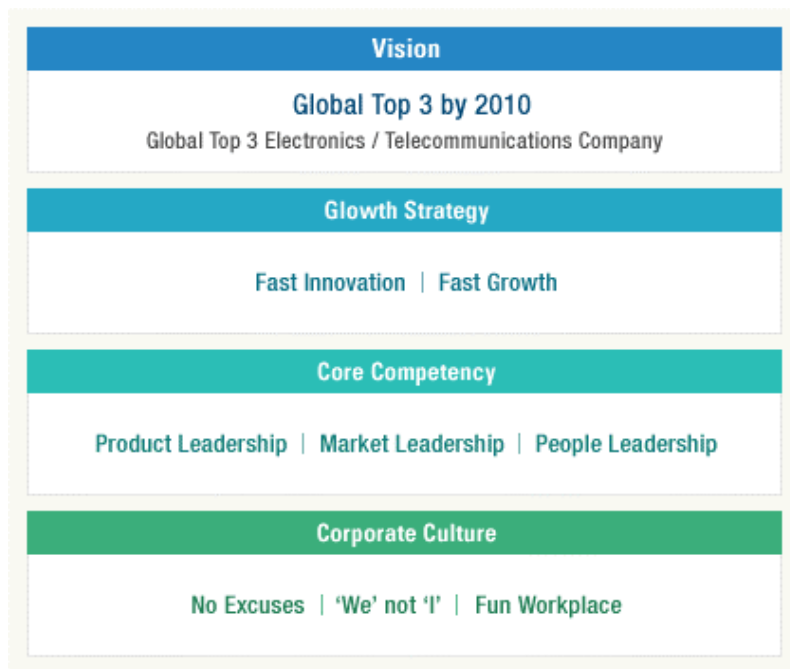 Vision
Global Top 3 by 2010
Global Top 3 Electronics / Telecommunications Company
Glowth Strategy
Fast Innovation | Fast Growth
Core Competency
Product Leadership | Market Leadership | People Leadership
Corporate Culture
No Excuses | ‘We’ not ‘I’ | Fun Workplace